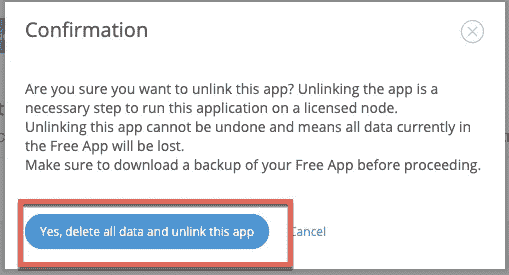 Confirmation
Are you sure you want to unlink this app? Unlinking the app is a
necessary step to run this application on a licensed node.
Unlinking this app cannot be undone and means all data currently in
the Free App will be lost.
Make sure to download a backup of your Free App before proceeding.
Yes, delete all data and unlink this app Cancel